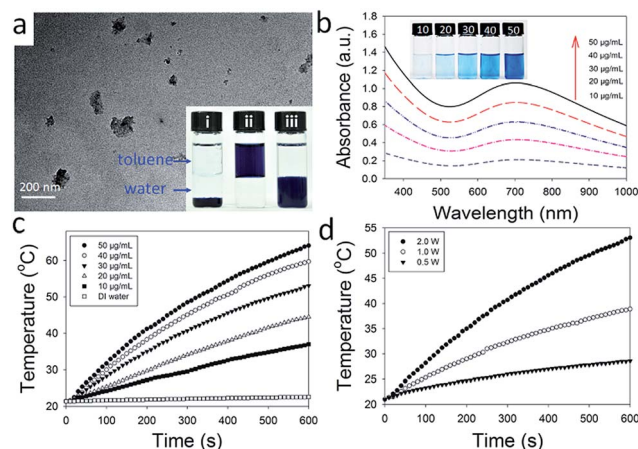 a
i ii iii
toluene
water
200 nm
b
Absorbance (a.u.)
1.8
1.6
1.4
1.2
1.0
0.8
0.6
0.4
0.2
0.0
10 20 30 40 50
50 µg/mL
40 µg/mL
30 µg/mL
20 µg/mL
10 µg/mL
400 500 600 700 800 900 1000
Wavelength (nm)
c
Temperature (°C)
60
50
40
30
20
50 µg/mL
40 µg/mL
30 µg/mL
20 µg/mL
10 µg/mL
DI water
0 100 200 300 400 500 600
Time (s)
d
Temperature (°C)
55
50
45
40
35
30
25
20
2.0 W
1.0 W
0.5 W
0 100 200 300 400 500 600
Time (s)